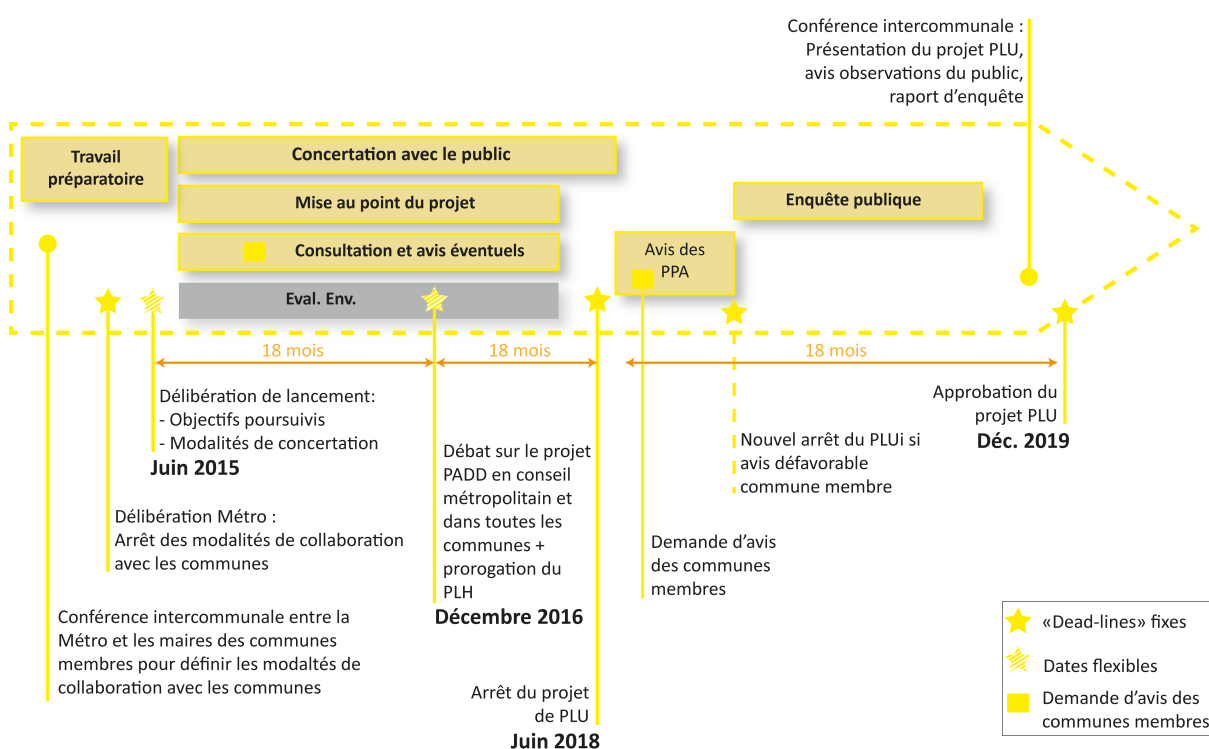 Conférence intercommunale :
Présentation du projet PLU,
avis observations du public,
raport d’enquête
Travail
préparatoire
Concertation avec le public
Mise au point du projet
Consultation et avis éventuels
Eval. Env.
Avis des
PPA
Enquête publique
18 mois
18 mois
18 mois
Délibération de lancement:
- Objectifs poursuivis
- Modalités de concertation
Juin 2015
Délibération Métro :
Arrêt des modalités de collaboration
avec les communes
Conférence intercommunale entre la
Métro et les maires des communes
membres pour définir les modaltés de
collaboration avec les communes
Débat sur le projet
PADD en conseil
métropolitain et
dans toutes les
communes +
prorogation du
PLH
Décembre 2016
Arrêt du projet
de PLU
Juin 2018
Demande d’avis
des communes
membres
Nouvel arrêt du PLUi si
avis défavorable
commune membre
Approbation du
projet PLU
Déc. 2019
«Dead-lines» fixes
Dates flexibles
Demande d’avis des
communes membres